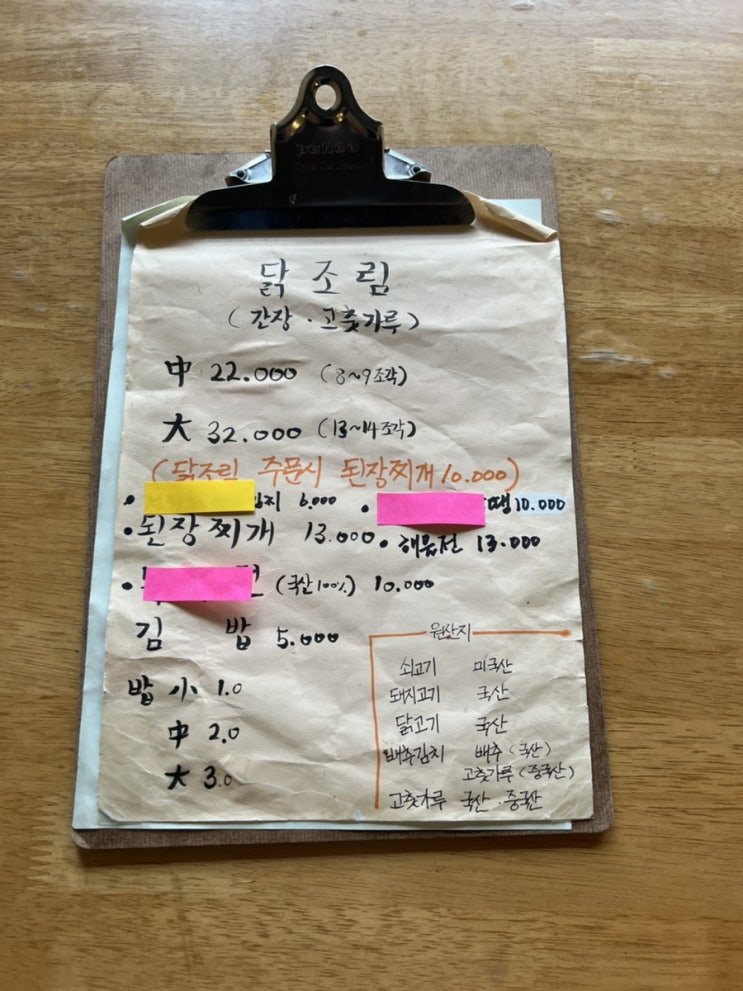 penco
닭조림
(간장 · 고춧가루)
中 22.000 (8~9조각)
大 32.000 (13~14조각)
(닭조림 주문시 된장찌개 10.000)
• 6.000
• 10.000
• 된장찌개 13.000
• 해물전 13.000
• 전 (국산100%) 10.000
김 밥 5.000
밥 小 1.0
中 2.0
大 3.0
원산지
쇠고기 미국산
돼지고기 국산
닭고기 국산
배추김치 배추 (국산)
고춧가루 (중국산)
고춧가루 국산 · 중국산